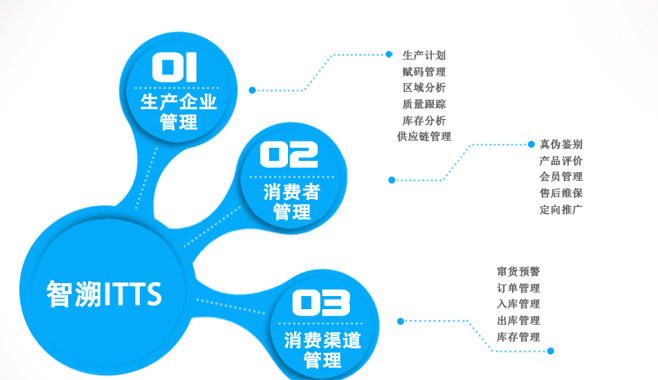 01
生产企业
管理
生产计划
赋码管理
区域分析
质量跟踪
库存分析
供应链管理
02
消费者
管理
真伪鉴别
产品评价
会员管理
售后维保
定向推广
智溯ITTS
03
消费渠道
管理
窜货预警
订单管理
入库管理
出库管理
库存管理